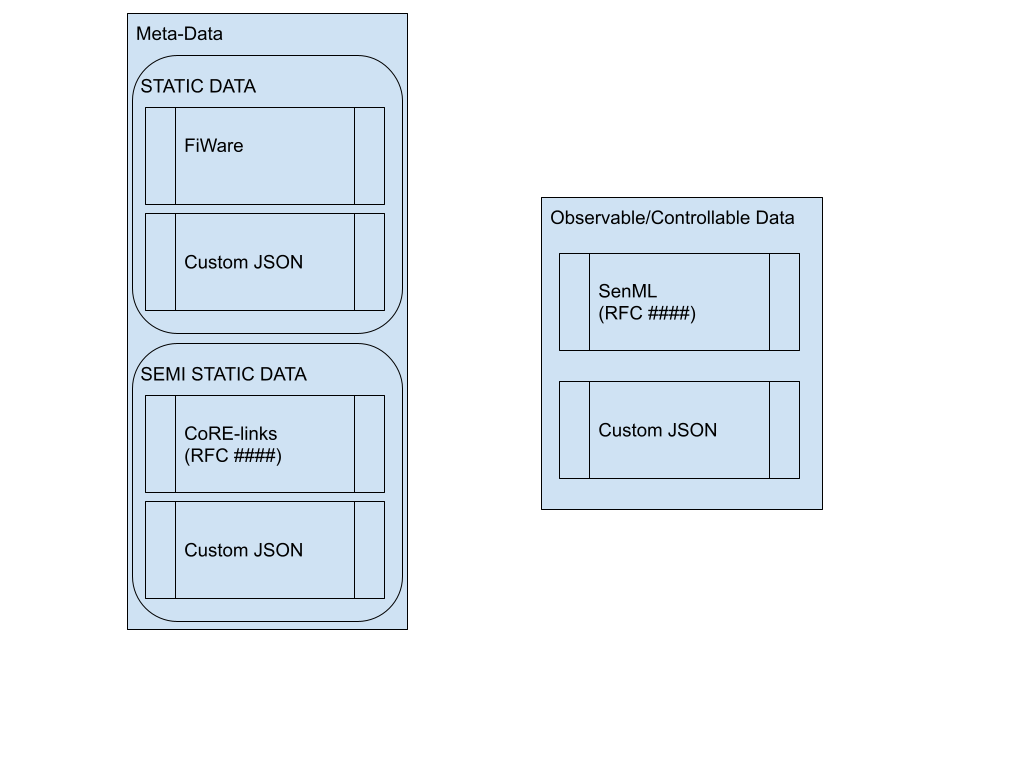 Meta-Data
STATIC DATA
FiWare
Custom JSON
SEMI STATIC DATA
CoRE-links
(RFC ####)
Custom JSON
Observable/Controllable Data
SenML
(RFC ####)
Custom JSON